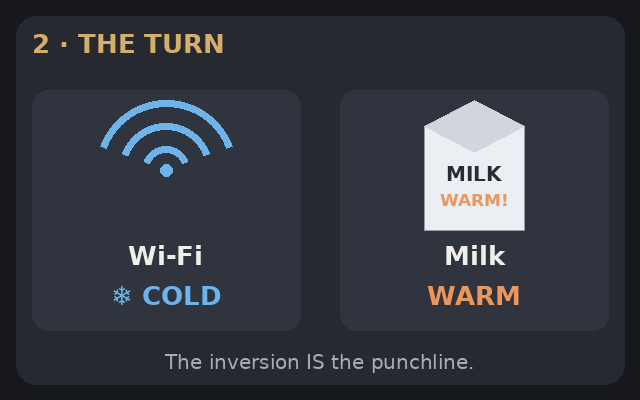 2 · THE TURN
MILK
WARM!
Wi-Fi
❄ COLD
Milk
WARM
The inversion IS the punchline.